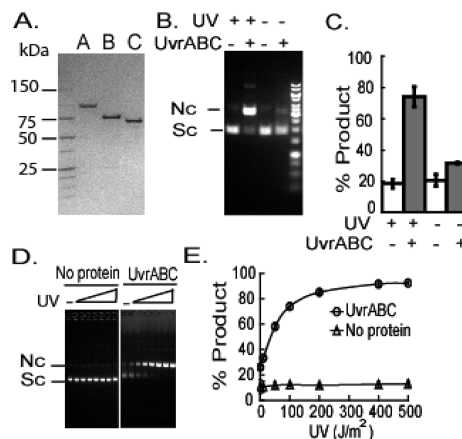 A.
kDa
A B C
150
75
50
25
B.
UV - + + -
UvrABC - + - +
Nc
Sc
C.
% Product
100
80
60
40
20
0
UV + + - -
UvrABC - + -
D.
No protein UvrABC
UV - -
Nc
Sc
E.
% Product
100
80
60
40
20
0
UvrABC
No protein
0 100 200 300 400 500
UV (J/m²)